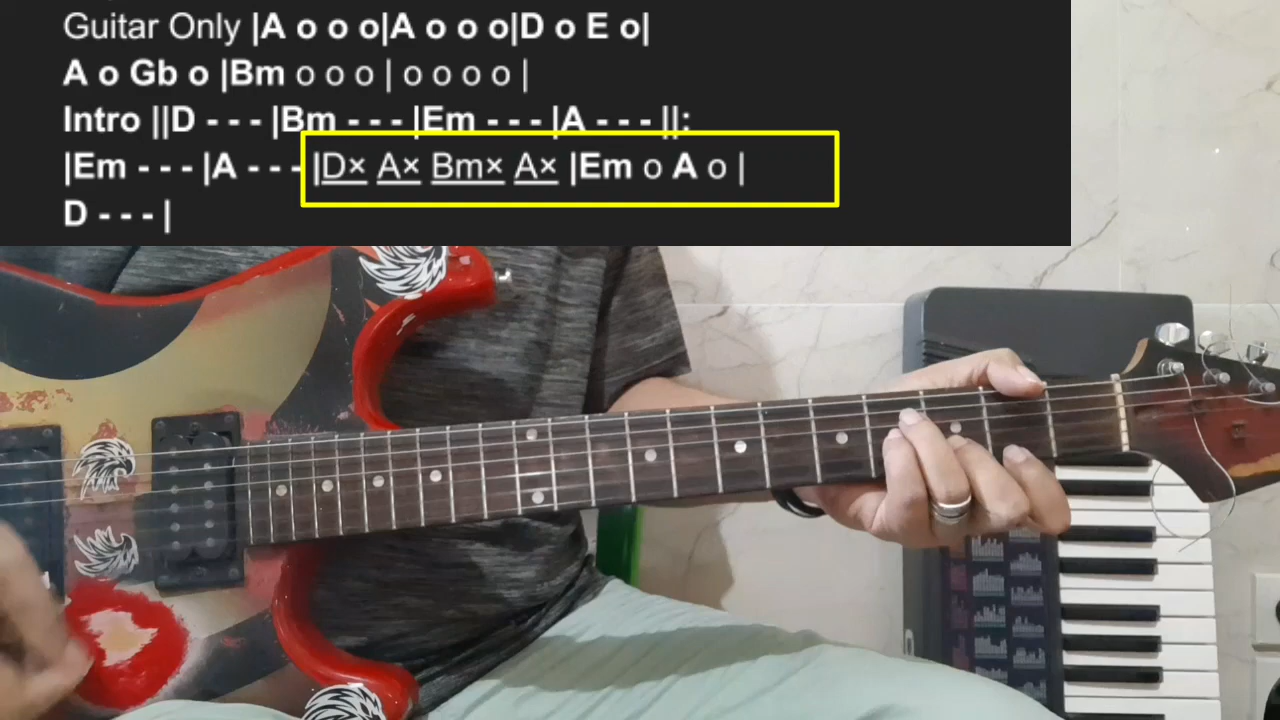 Guitar Only |A o o o|A o o o|D o E o|
A o Gb o |Bm o o o | o o o o |
Intro ||D - - - |Bm - - - |Em - - - |A - - - ||:
|Em - - - |A - - - |D× A× Bm× A× |Em o A o |
D - - - |